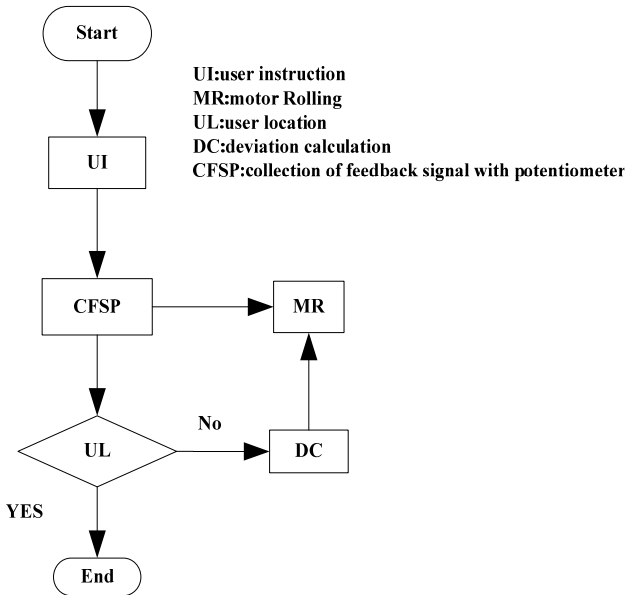 Start
UI:user instruction
MR:motor Rolling
UL:user location
DC:deviation calculation
CFSP:collection of feedback signal with potentiometer
UI
CFSP
MR
No
UL
DC
YES
End